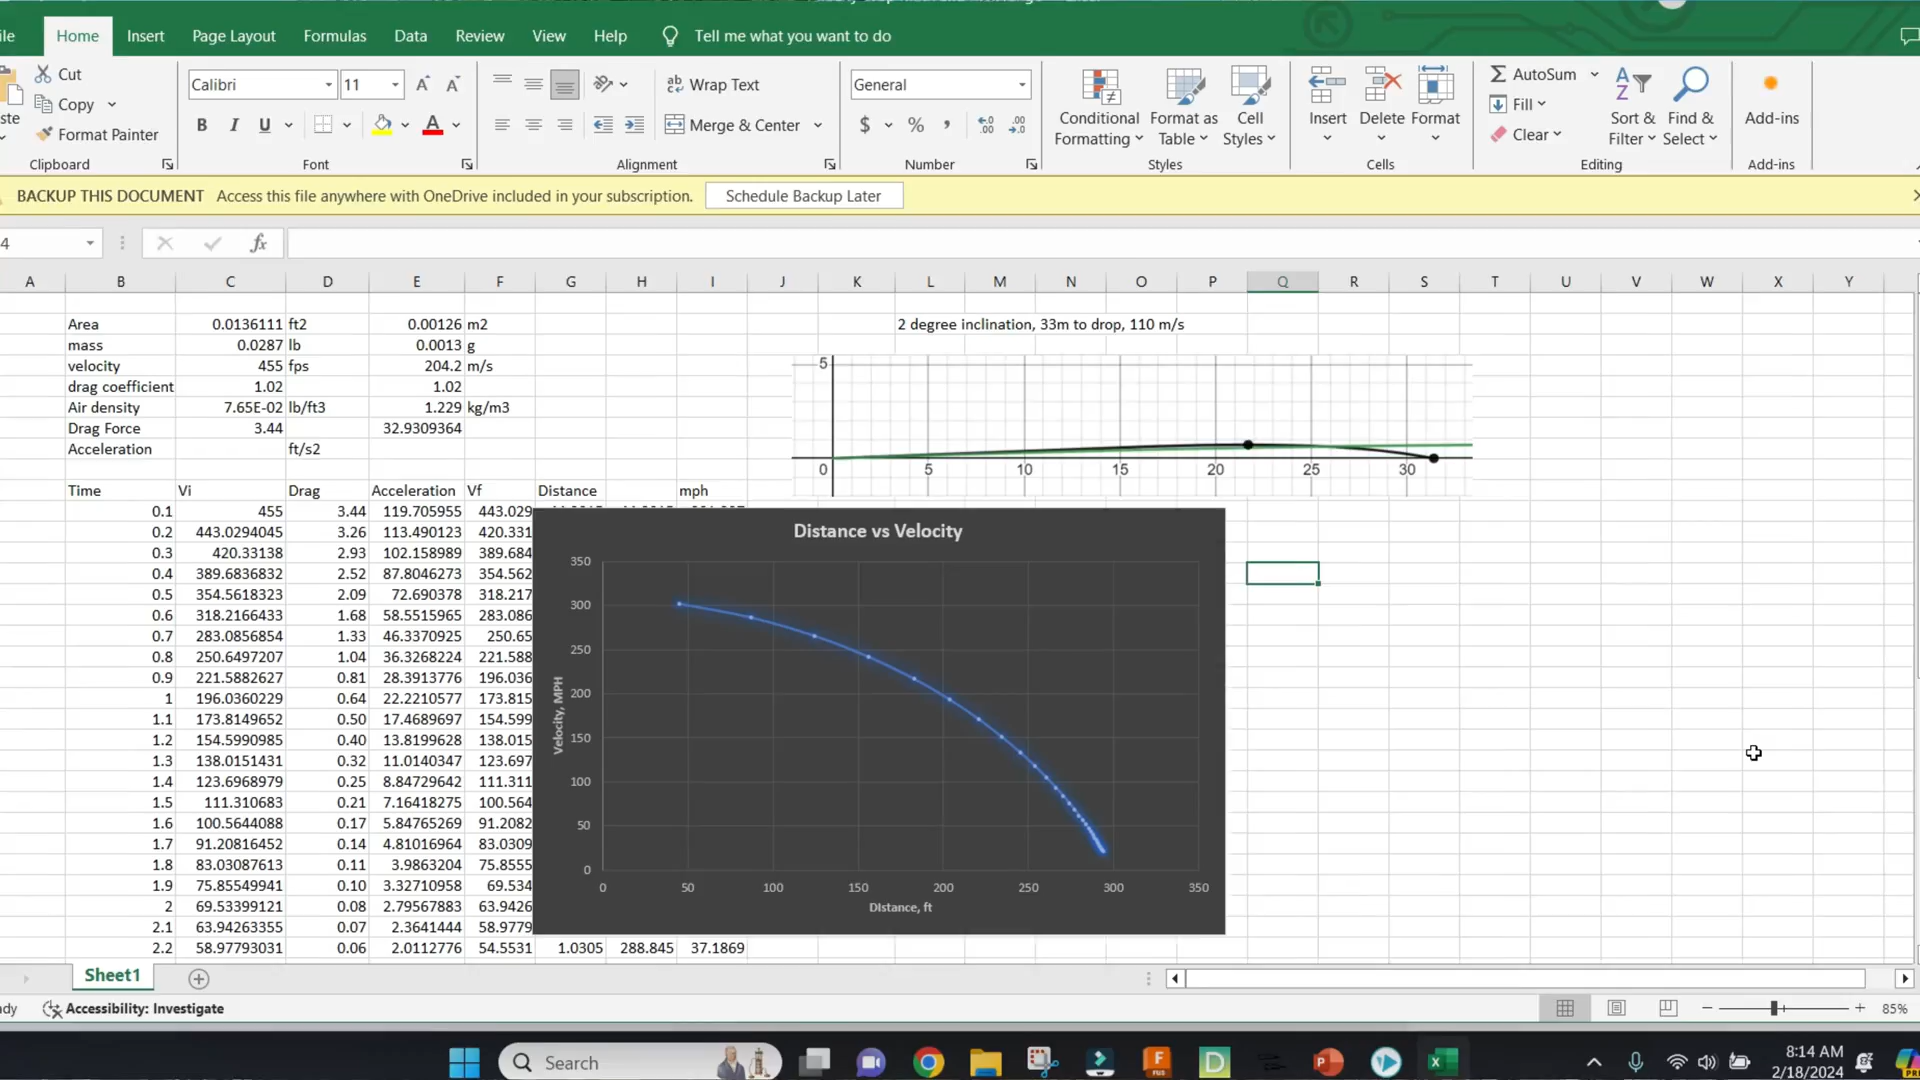 Home Insert Page Layout Formulas Data Review View Help Tell me what you want to do
Cut
Copy
Format Painter
Clipboard
Calibri 11
B I U A
Font
Wrap Text
Merge & Center
Alignment
General
$ % ,
Number
Conditional Formatting
Format as Table
Cell Styles
Styles
Insert Delete Format
Cells
AutoSum
Fill
Clear
Sort & Filter
Find & Select
Editing
Add-ins
Add-ins
BACKUP THIS DOCUMENT Access this file anywhere with OneDrive included in your subscription. Schedule Backup Later
4 fx
A B C D E F G H I J K L M N O P Q R S T U V W X Y
Area 0.0136111 ft2 0.00126 m2 2 degree inclination, 33m to drop, 110 m/s
mass 0.0287 lb 0.0013 g
velocity 455 fps 204.2 m/s
drag coefficient 1.02 1.02
Air density 7.65E-02 lb/ft3 1.229 kg/m3
Drag Force 3.44 32.9309364
Acceleration ft/s2
5
0 5 10 15 20 25 30
Time Vi Drag Acceleration Vf Distance mph
0.1 455 3.44 119.705955 443.029
0.2 443.0294045 3.26 113.490123 420.331
0.3 420.33138 2.93 102.158989 389.684
0.4 389.6836832 2.52 87.8046273 354.562
0.5 354.5618323 2.09 72.690378 318.217
0.6 318.2166433 1.68 58.5515965 283.086
0.7 283.0856854 1.33 46.3370925 250.65
0.8 250.6497207 1.04 36.3268224 221.588
0.9 221.5882627 0.81 28.3913776 196.036
1 196.0360229 0.64 22.2210577 173.815
1.1 173.8149652 0.50 17.4689697 154.599
1.2 154.5990985 0.40 13.8199628 138.015
1.3 138.0151431 0.32 11.0140347 123.697
1.4 123.6968979 0.25 8.84729642 111.311
1.5 111.310683 0.21 7.16418275 100.564
1.6 100.5644088 0.17 5.84765269 91.2082
1.7 91.20816452 0.14 4.81016964 83.0309
1.8 83.03087613 0.11 3.9863204 75.8555
1.9 75.85549941 0.10 3.32710958 69.534
2 69.53399121 0.08 2.79567883 63.9426
2.1 63.94263355 0.07 2.3641444 58.9779
2.2 58.97793031 0.06 2.0112776 54.5531 1.0305 288.845 37.1869
Distance vs Velocity
Velocity, MPH
350
300
250
200
150
100
50
0
0 50 100 150 200 250 300 350
Distance, ft
Sheet1
Accessibility: Investigate
85%
Search
8:14 AM
2/18/2024